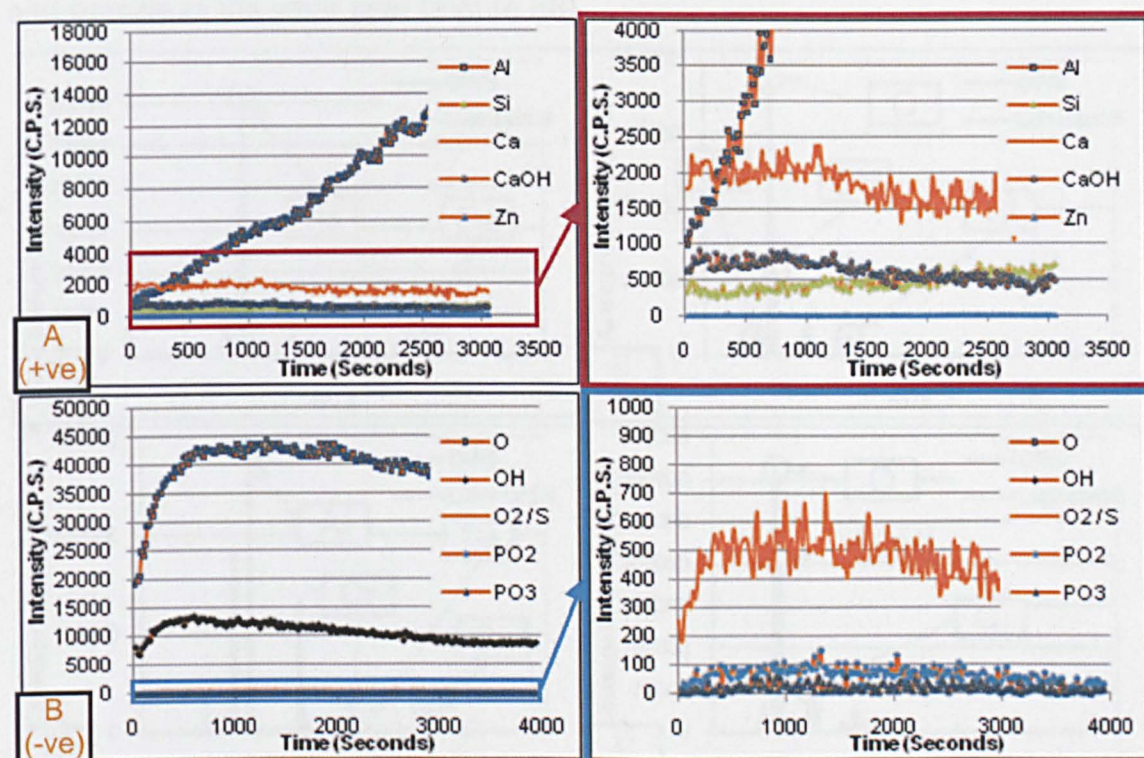 18000
16000
14000
12000
10000
8000
6000
4000
2000
0
Intensity (C.P.S.)
0 500 1000 1500 2000 2500 3000 3500
Time (Seconds)
Al
Si
Ca
CaOH
Zn
A
(+ve)
4000
3500
3000
2500
2000
1500
1000
500
0
Intensity (C.P.S.)
0 500 1000 1500 2000 2500 3000 3500
Time (Seconds)
Al
Si
Ca
CaOH
Zn
50000
45000
40000
35000
30000
25000
20000
15000
10000
5000
0
Intensity (C.P.S.)
0 1000 2000 3000 4000
Time (Seconds)
O
OH
O2/S
PO2
PO3
B
(-ve)
1000
900
800
700
600
500
400
300
200
100
0
Intensity (C.P.S.)
0 1000 2000 3000 4000
Time (Seconds)
O
OH
O2/S
PO2
PO3